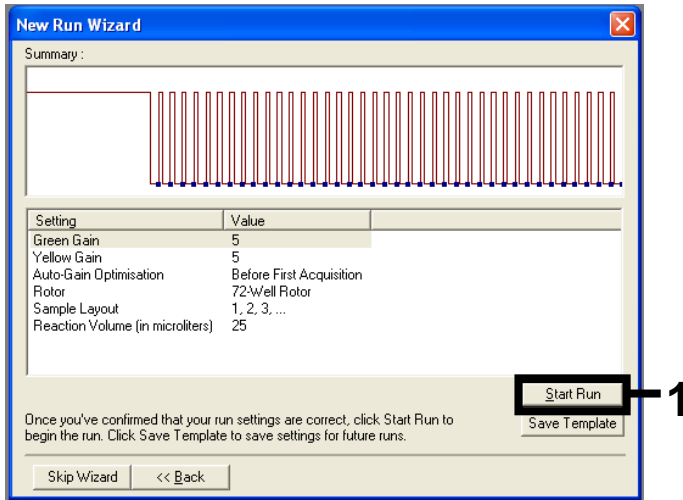 New Run Wizard
Summary :
Setting Value
Green Gain 5
Yellow Gain 5
Auto-Gain Optimisation Before First Acquisition
Rotor 72-Well Rotor
Sample Layout 1, 2, 3, ...
Reaction Volume (in microliters) 25
Start Run 1
Once you've confirmed that your run settings are correct, click Start Run to
begin the run. Click Save Template to save settings for future runs.
Save Template
Skip Wizard << Back